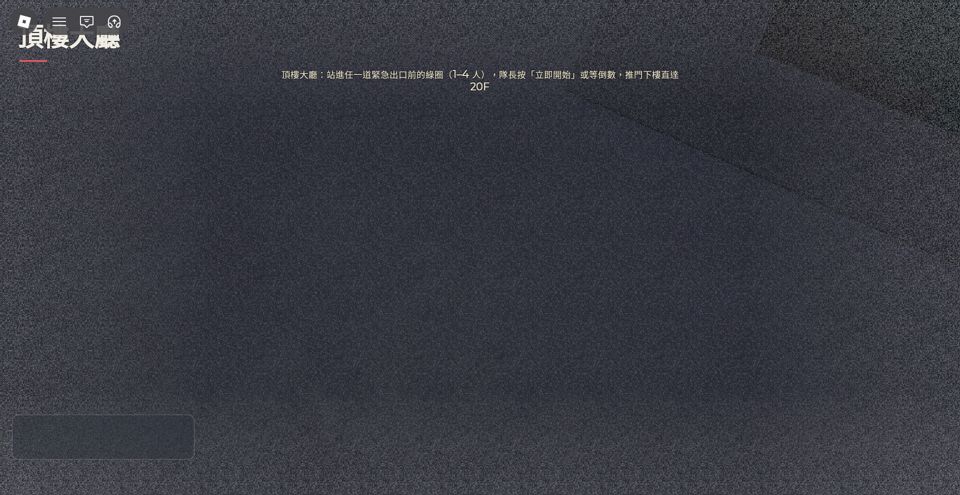 頂樓大廳
頂樓大廳：站進任一道緊急出口前的綠圈（1–4 人），隊長按「立即開始」或等倒數，推門下樓直達
20F